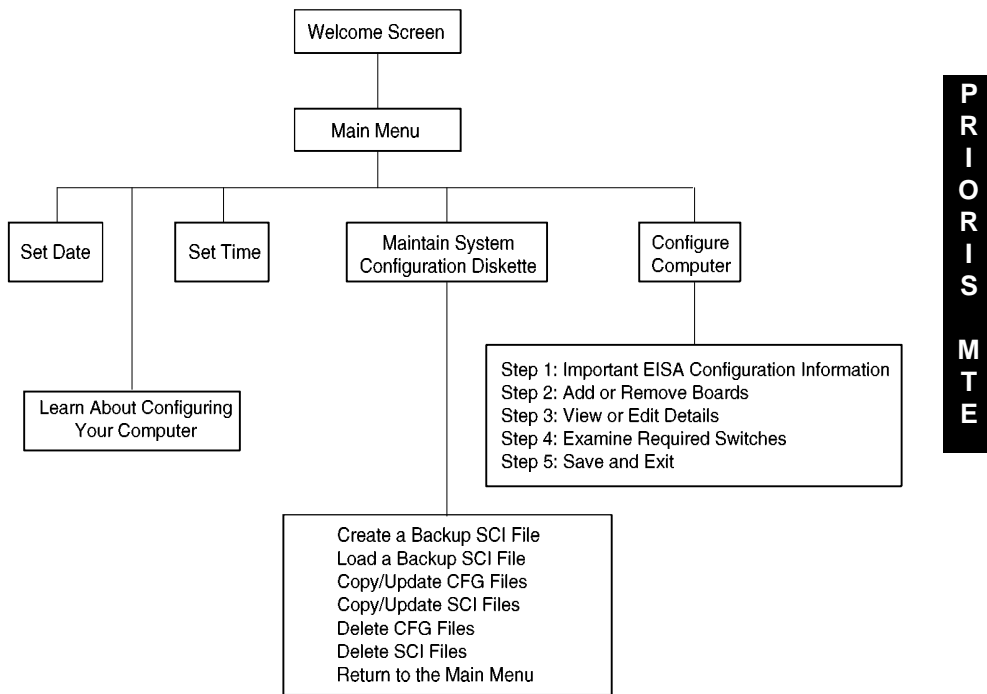 Welcome Screen
Main Menu
Set Date
Set Time
Maintain System
Configuration Diskette
Configure
Computer
Learn About Configuring
Your Computer
Step 1: Important EISA Configuration Information
Step 2: Add or Remove Boards
Step 3: View or Edit Details
Step 4: Examine Required Switches
Step 5: Save and Exit
Create a Backup SCI File
Load a Backup SCI File
Copy/Update CFG Files
Copy/Update SCI Files
Delete CFG Files
Delete SCI Files
Return to the Main Menu
PRIORIS MTE